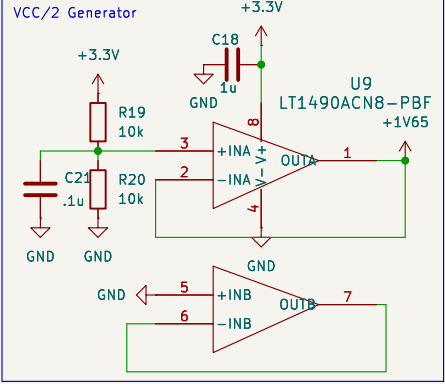 VCC/2 Generator
+3.3V
C18
+3.3V
1u
GND
U9
LT1490ACN8-PBF
+1V65
R19
10k
8
3
+INA
V+
OUTA
1
2
-INA
V-
4
C21
.1u
R20
10k
GND
GND
GND
GND
5
+INB
OUTB
7
6
-INB